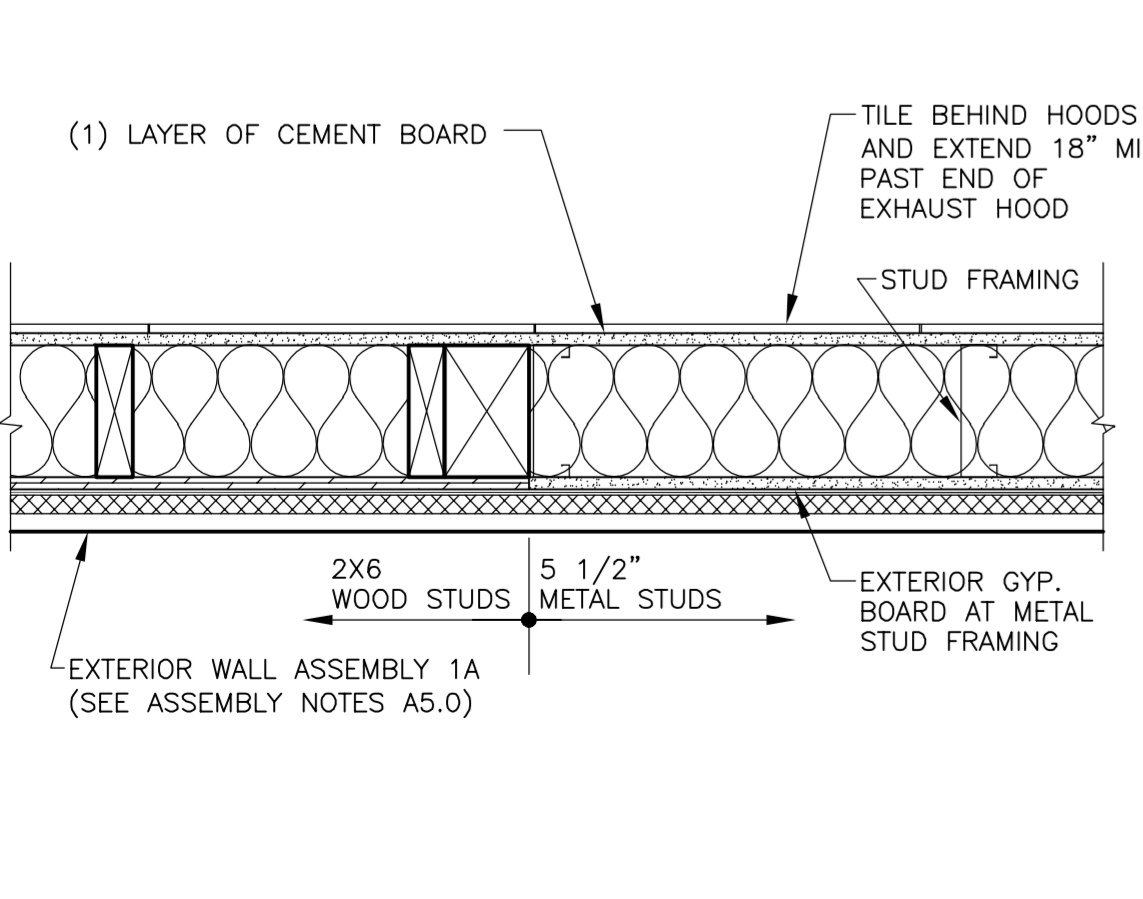 (1) LAYER OF CEMENT BOARD
TILE BEHIND HOODS
AND EXTEND 18" MI
PAST END OF
EXHAUST HOOD
STUD FRAMING
2X6
WOOD STUDS
5 1/2"
METAL STUDS
EXTERIOR GYP.
BOARD AT METAL
STUD FRAMING
EXTERIOR WALL ASSEMBLY 1A
(SEE ASSEMBLY NOTES A5.0)